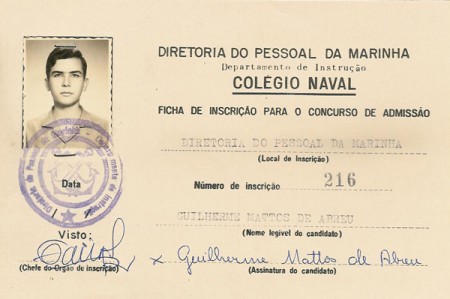 DIRETORIA DO PESSOAL DA MARINHA
Departamento de Instrução
COLÉGIO NAVAL
FICHA DE INSCRIÇÃO PARA O CONCURSO DE ADMISSÃO
DIRETORIA DO PESSOAL DA MARINHA
(Local de Inscrição)
Data
Número de inscrição 216
GUILHERME MATTOS DE ABREU
(Nome legível do candidato)
Visto:
x Guilherme Mattos de Abreu
(Chefe do Orgão de inscrição)
(Assinatura do candidato)